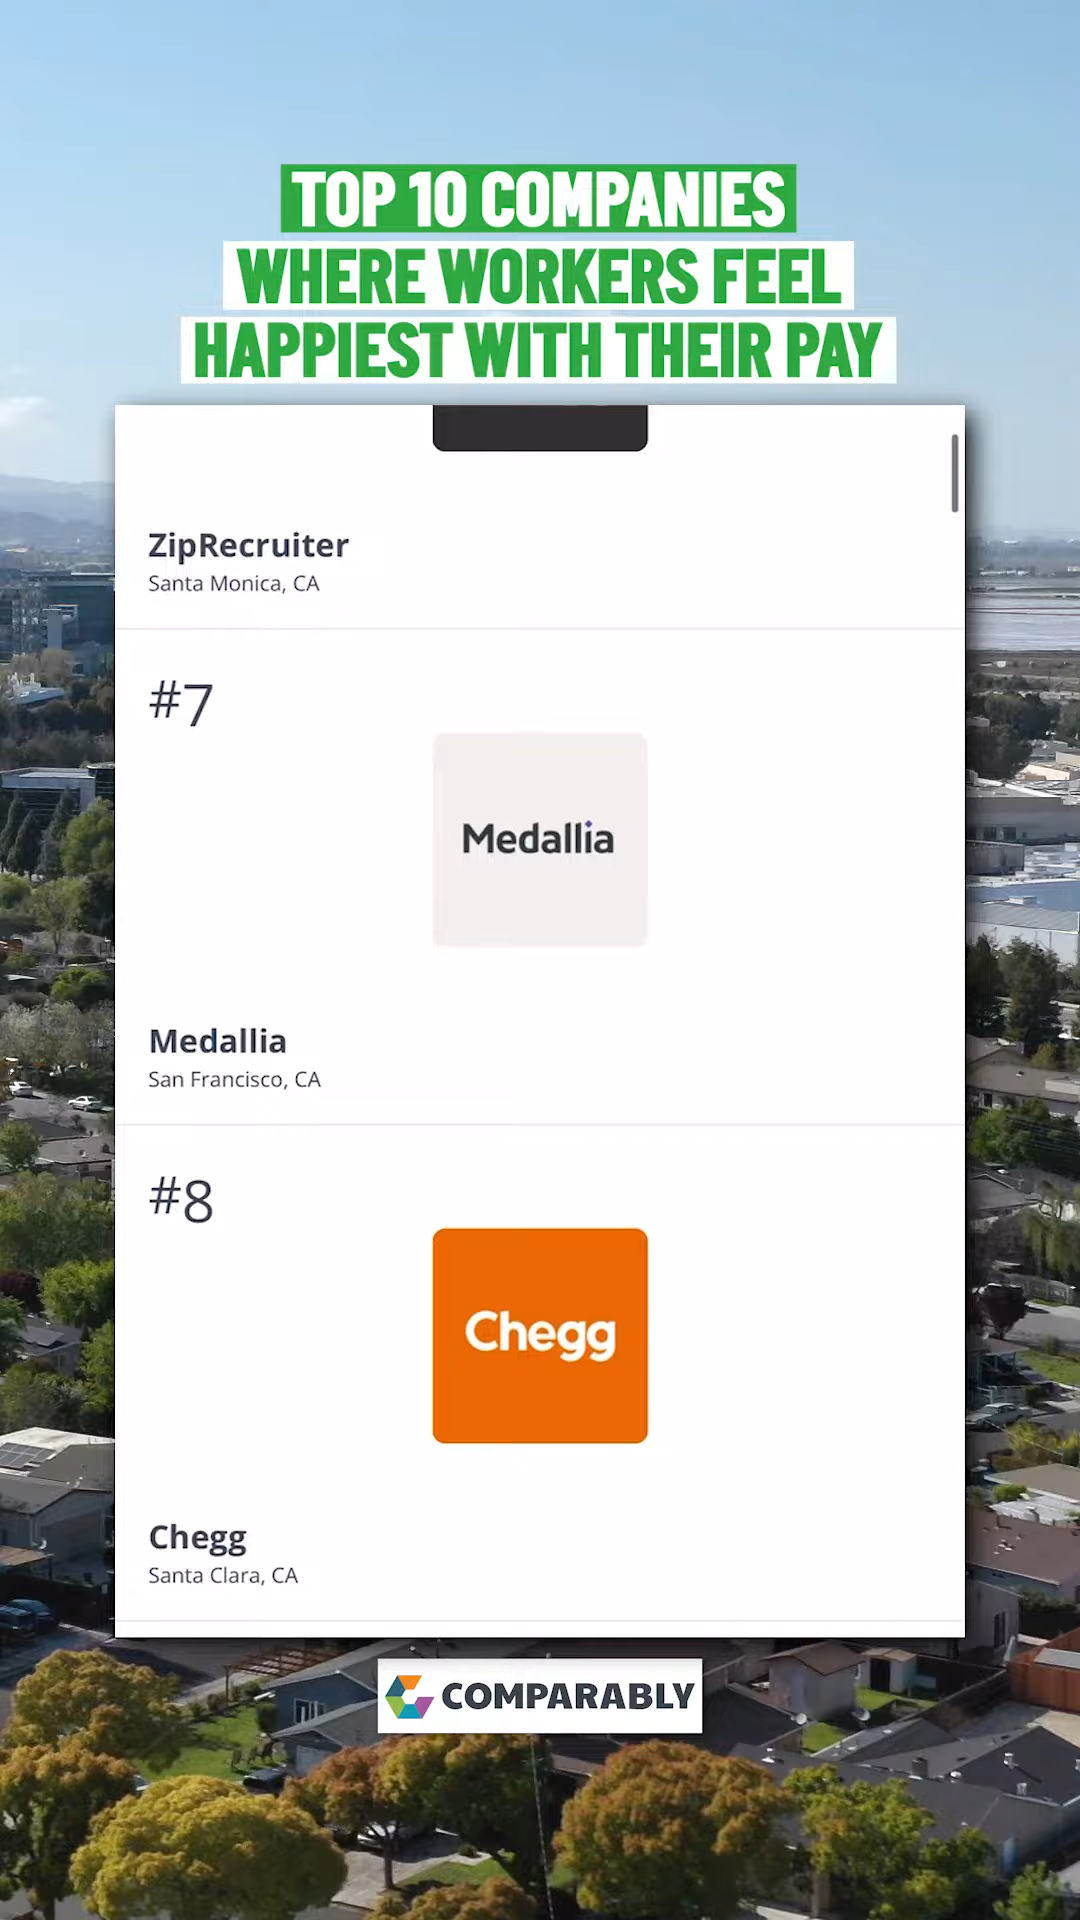 TOP 10 COMPANIES
WHERE WORKERS FEEL
HAPPIEST WITH THEIR PAY
ZipRecruiter
Santa Monica, CA
#7
Medallia
Medallia
San Francisco, CA
#8
Chegg
Chegg
Santa Clara, CA
COMPARABLY